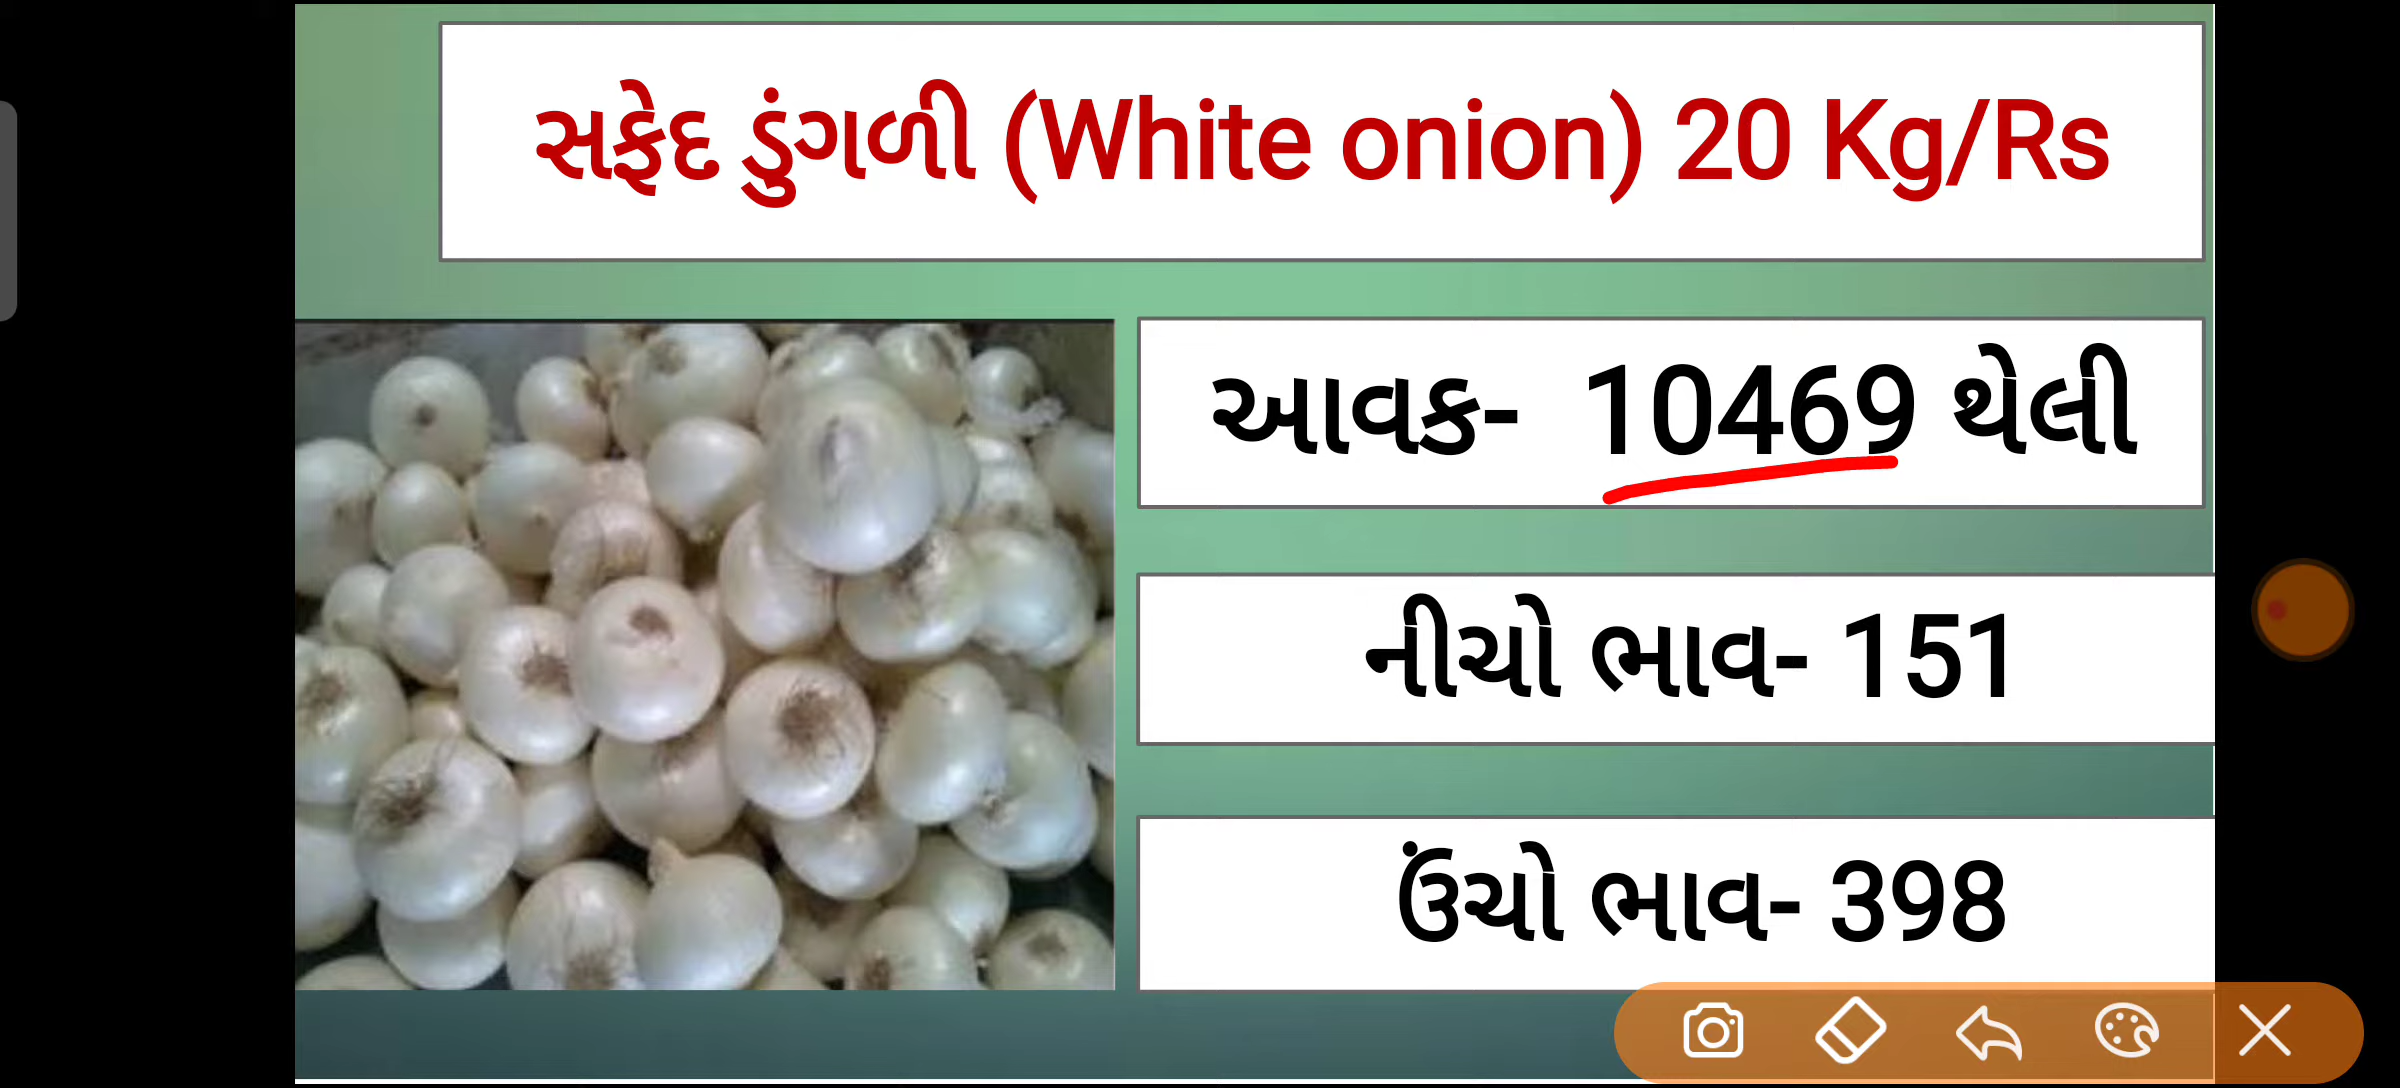 સફેદ ડુંગળી (White onion) 20 Kg/Rs
આવક- 10469 થેલી
નીચો ભાવ- 151
ઉંચો ભાવ- 398